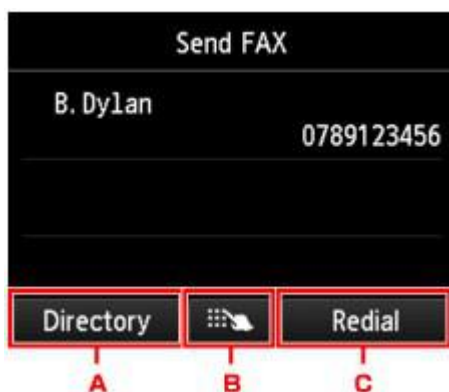 Send FAX
B. Dylan
0789123456
Directory Redial
A B C